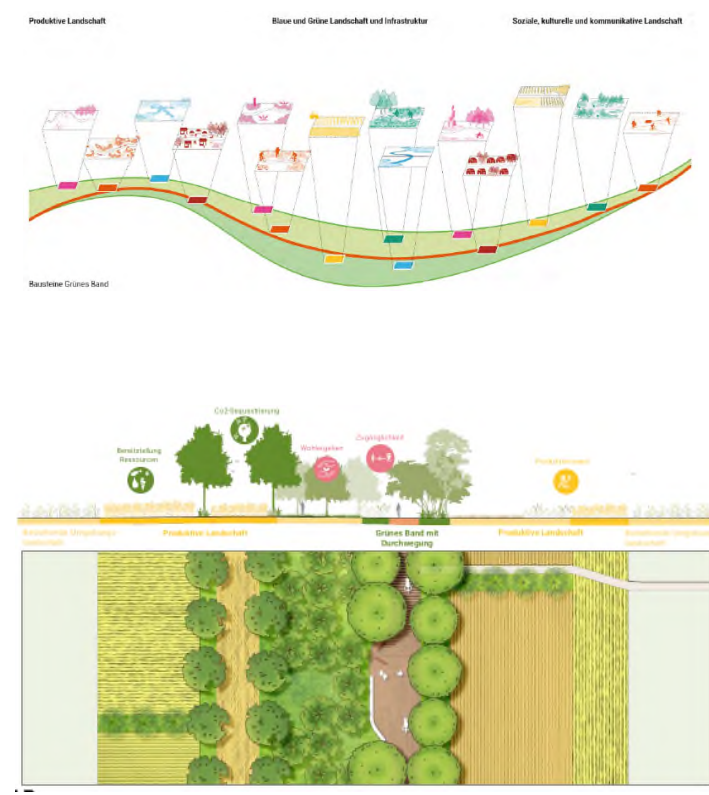 Produktive Landschaft
Blaue und Grüne Landschaft und Infrastruktur
Soziale, kulturelle und kommunikative Landschaft
Bausteine Grünes Band
Co2-Sequestrierung
Bereitstellung
Ressourcen
Wohlergehen
Zugänglichkeit
Produktionswert
Produktive Landschaft
Grünes Band mit
Durchwegung
Produktive Landschaft